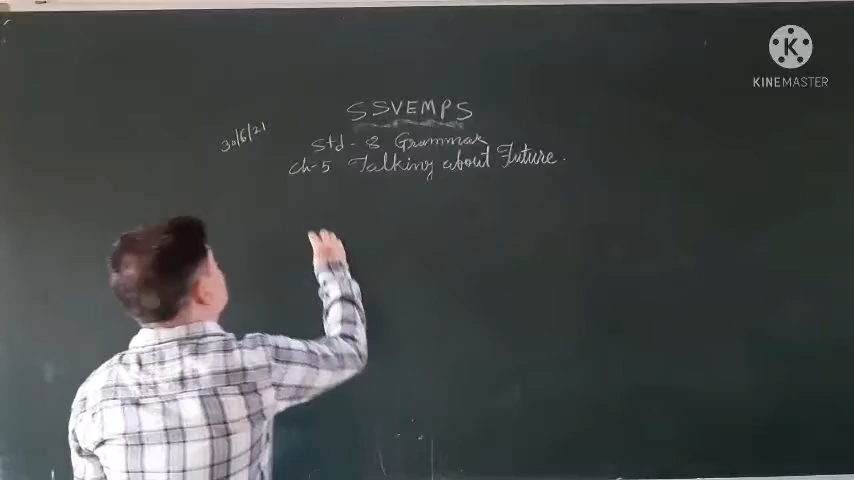 SSVEMPS
30/6/21
Std - 8 Grammar
Ch-5 Talking about Future.
K
KINEMASTER